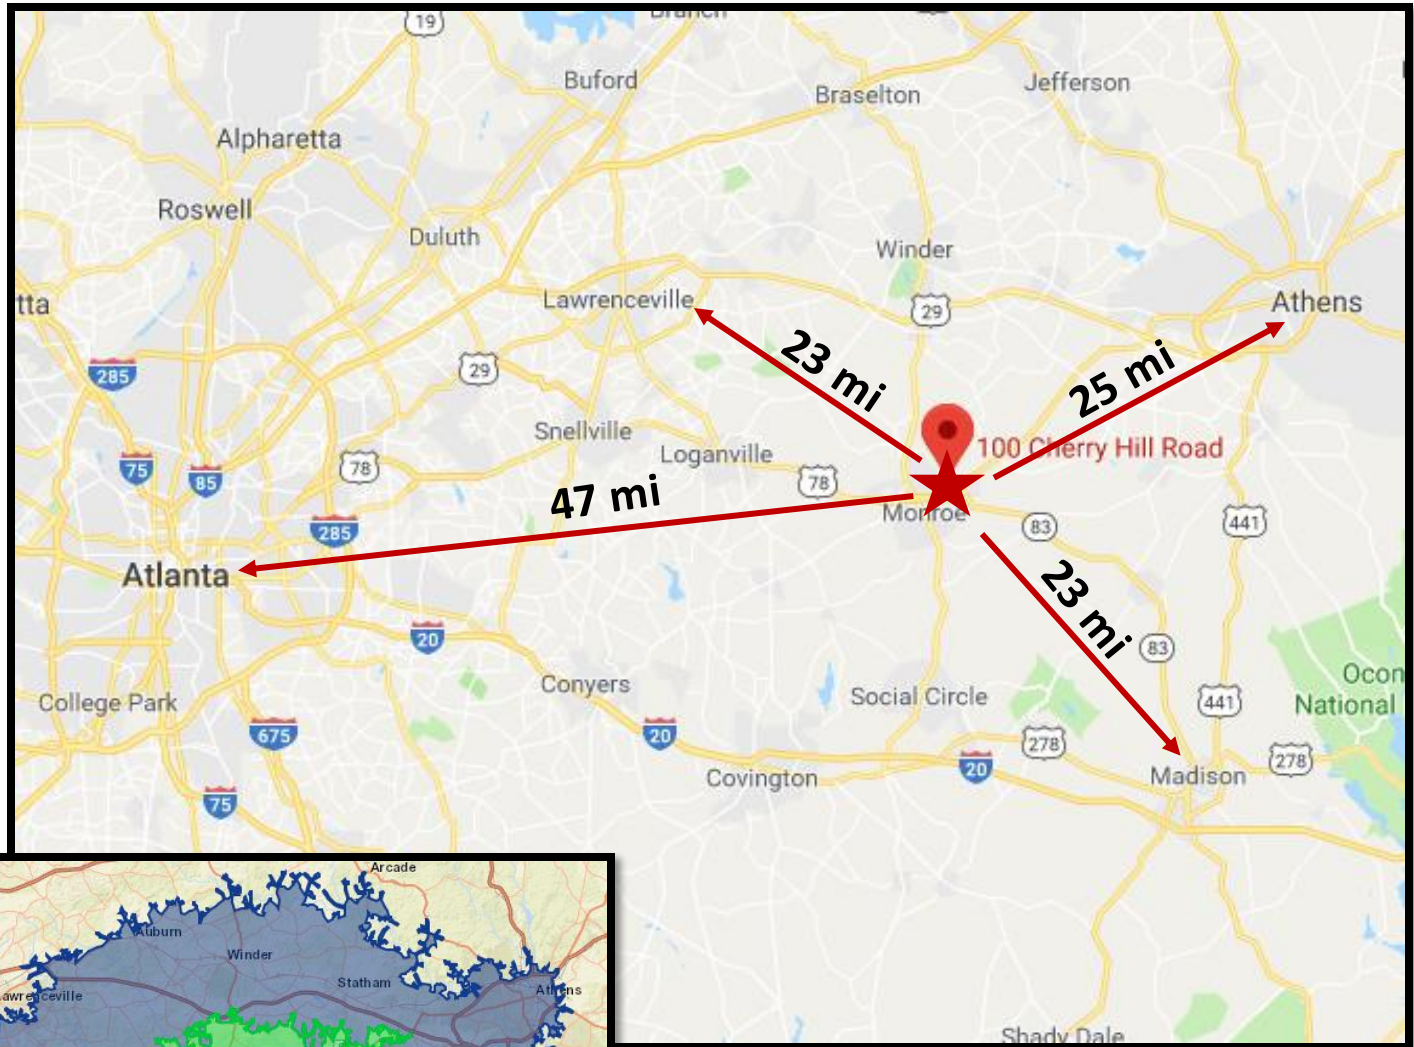 19
Buford
Braselton
Jefferson
Alpharetta
Roswell
Duluth
Winder
tta
Lawrenceville
29
Athens
285
29
23 mi
25 mi
Snellville
Loganville
100 Cherry Hill Road
75
85
78
78
47 mi
285
Monroe
83
441
Atlanta
23 mi
20
83
Conyers
Social Circle
Ocon
National
College Park
441
675
20
278
278
20
Covington
Madison
75
Arcade
Auburn
Winder
Statham
Athens
awrenceville
Shady Dale